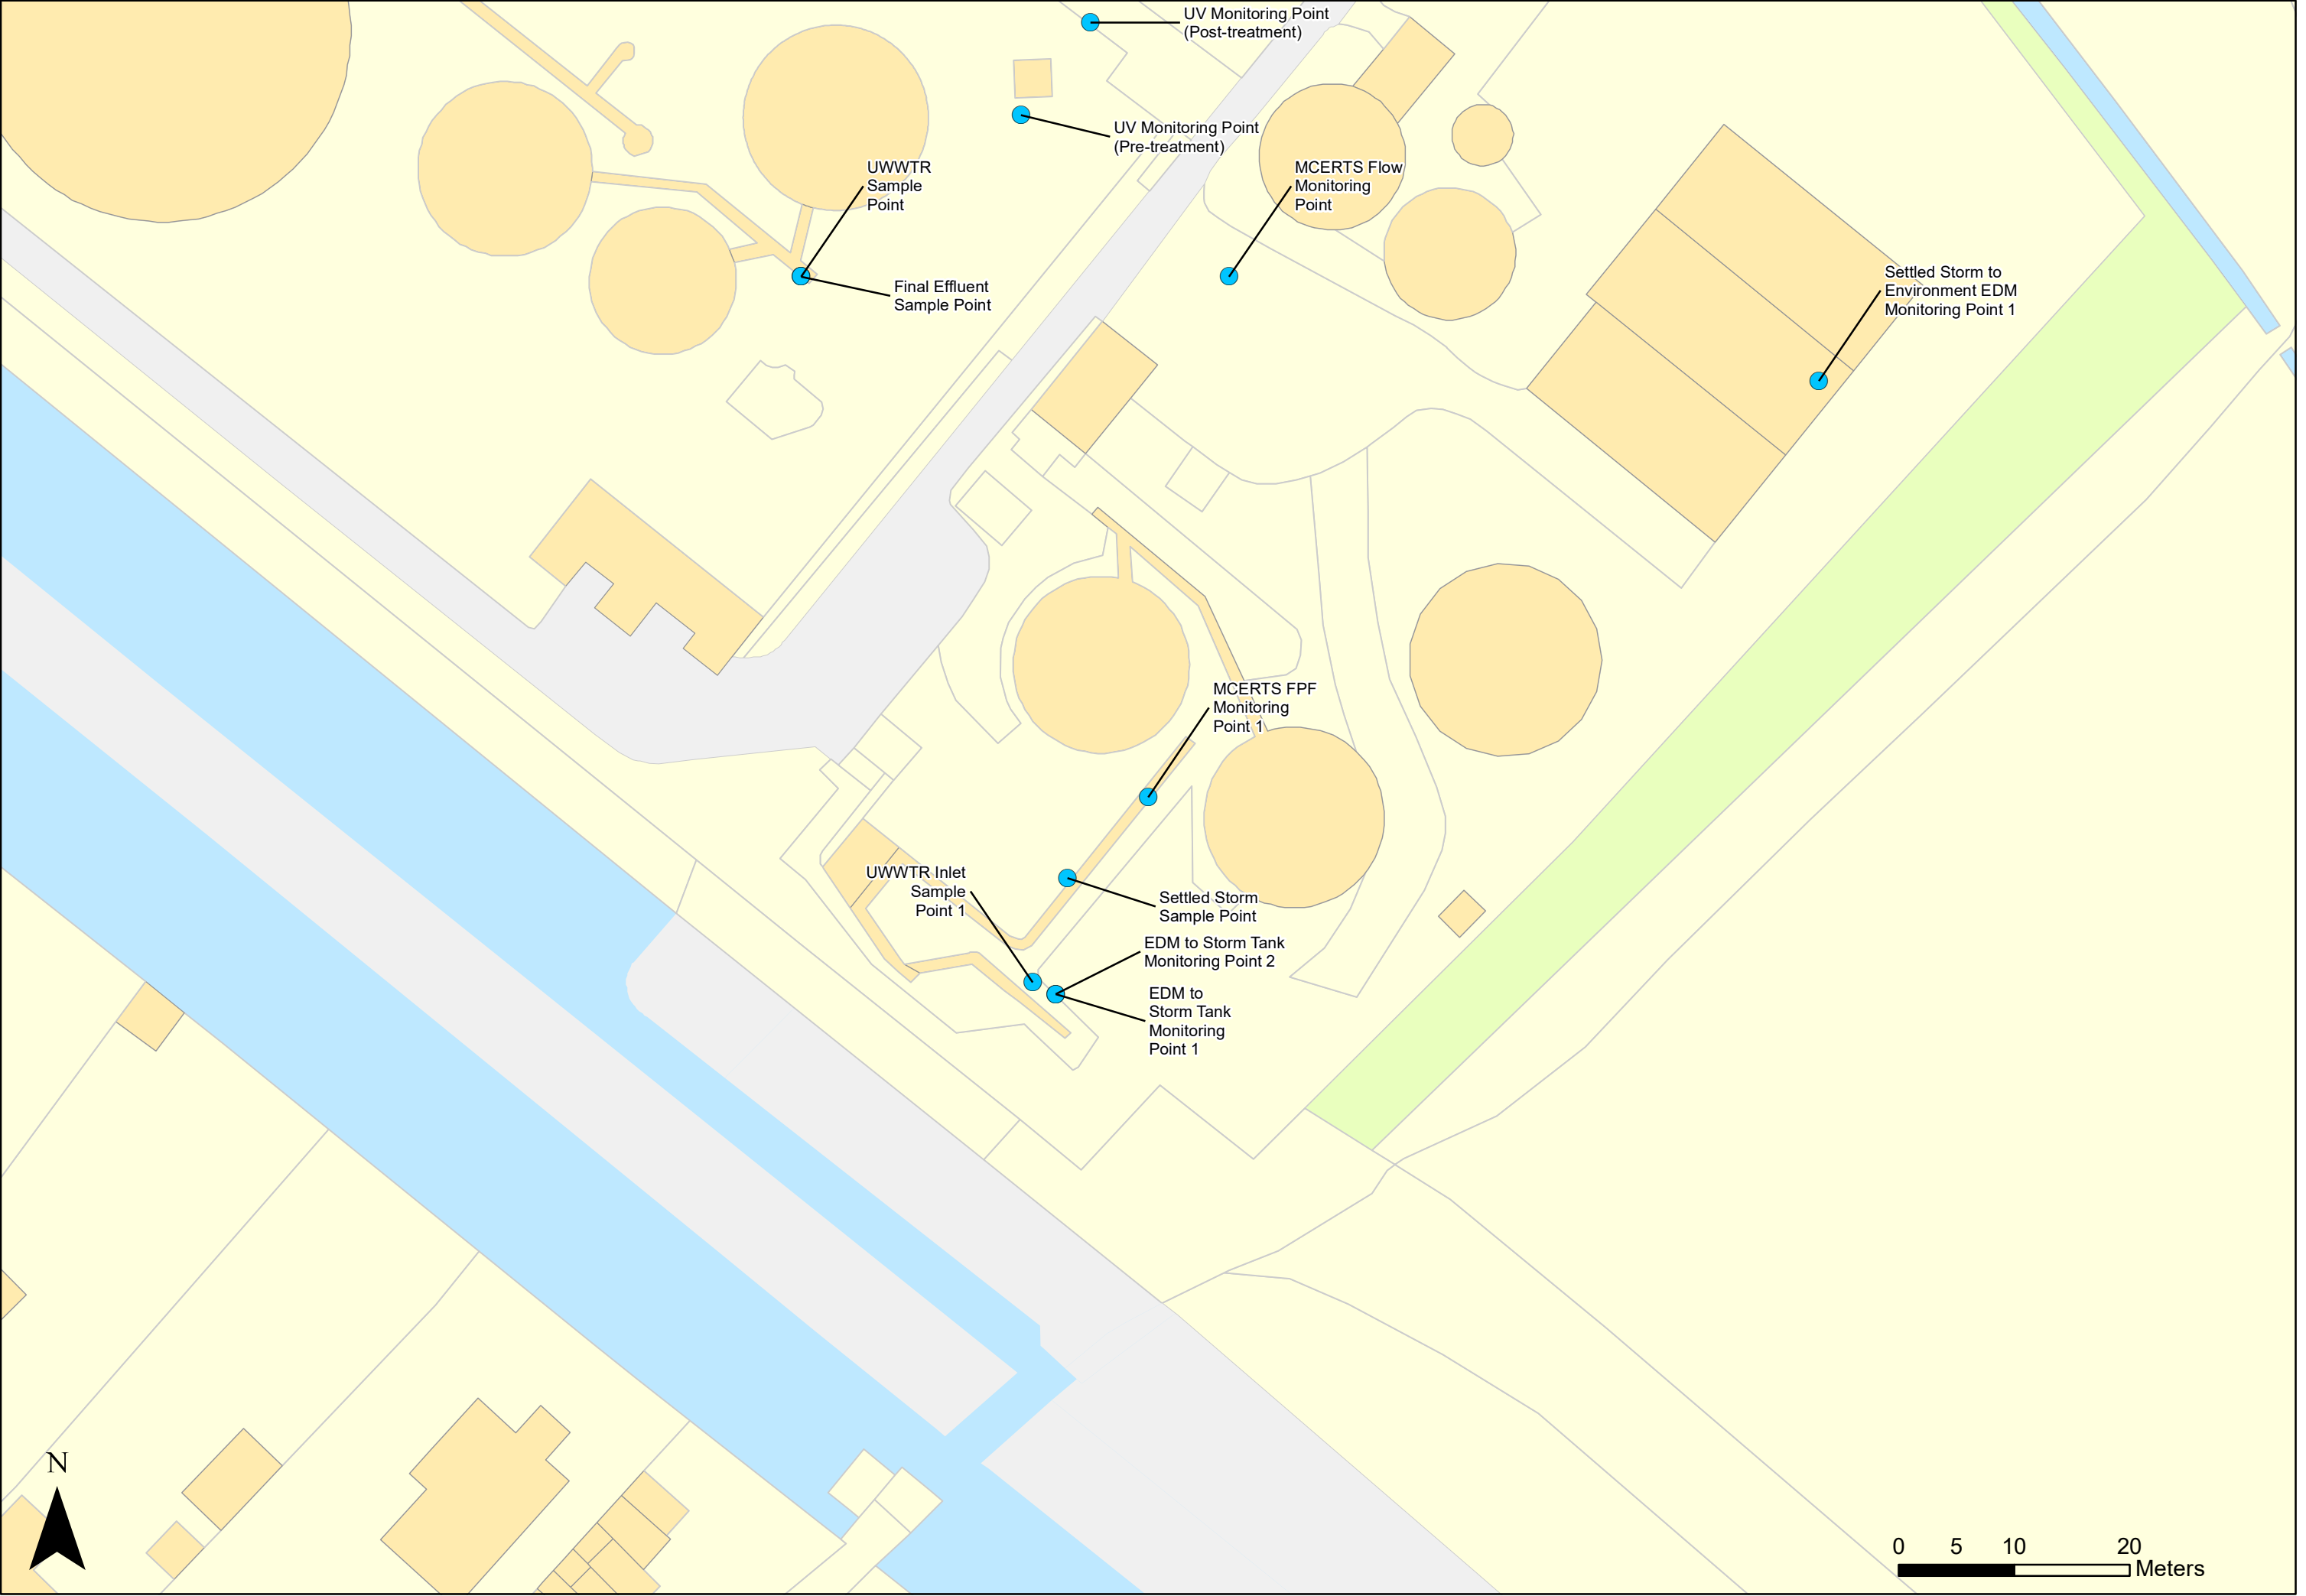 UV Monitoring Point
(Post-treatment)
UV Monitoring Point
(Pre-treatment)
UWWTR
Sample
Point
MCERTS Flow
Monitoring
Point
Final Effluent
Sample Point
Settled Storm to
Environment EDM
Monitoring Point 1
MCERTS FPF
Monitoring
Point 1
UWWTR Inlet
Sample
Point 1
Settled Storm
Sample Point
EDM to Storm Tank
Monitoring Point 2
EDM to
Storm Tank
Monitoring
Point 1
N
0 5 10 20
Meters